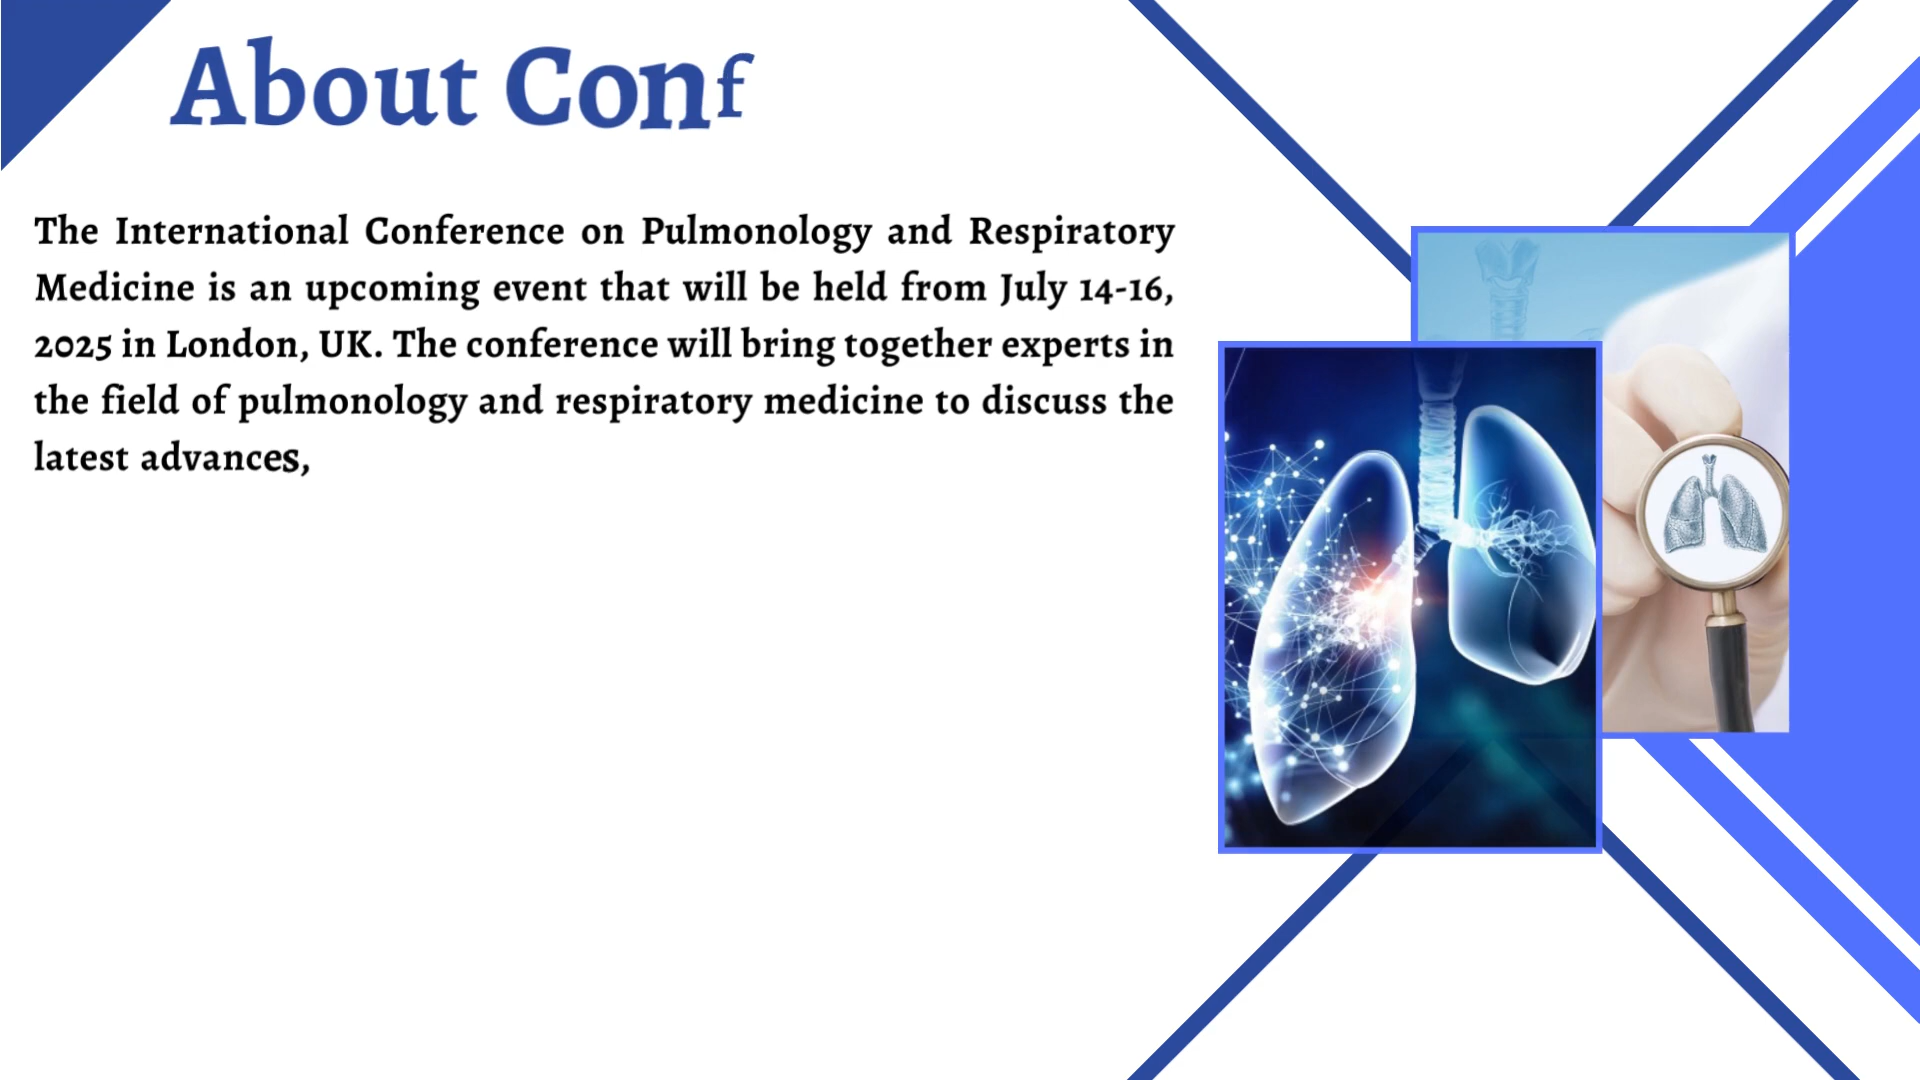 About Conf
The International Conference on Pulmonology and Respiratory
Medicine is an upcoming event that will be held from July 14-16,
2025 in London, UK. The conference will bring together experts in
the field of pulmonology and respiratory medicine to discuss the
latest advances,